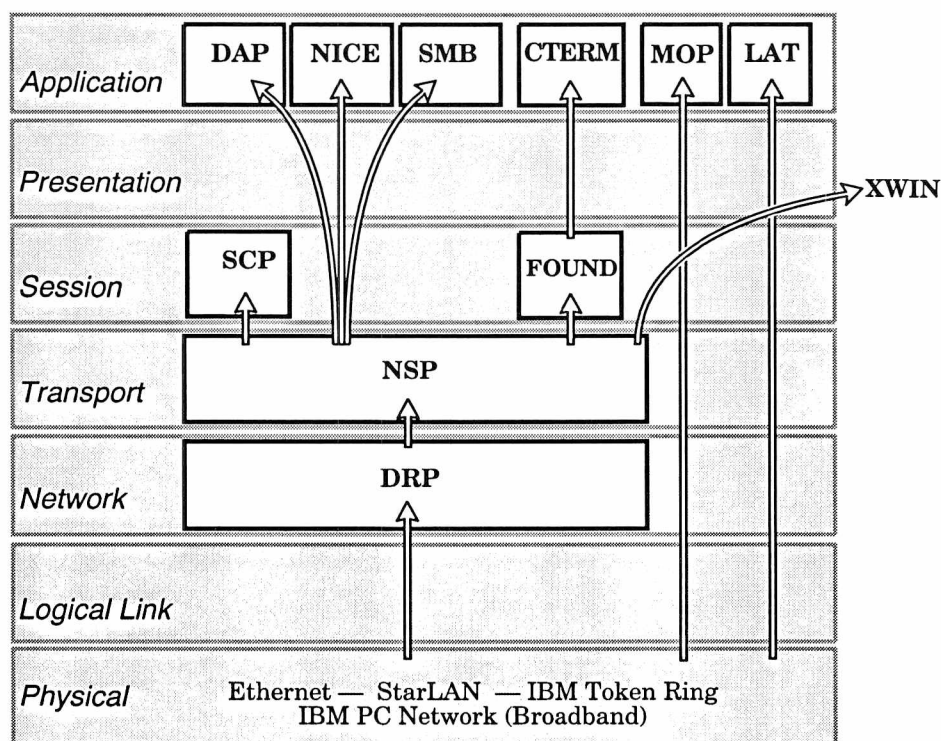 DAP NICE SMB CTERM MOP LAT
Application
Presentation
XWIN
SCP FOUND
Session
NSP
Transport
DRP
Network
Logical Link
Physical
Ethernet — StarLAN — IBM Token Ring
IBM PC Network (Broadband)